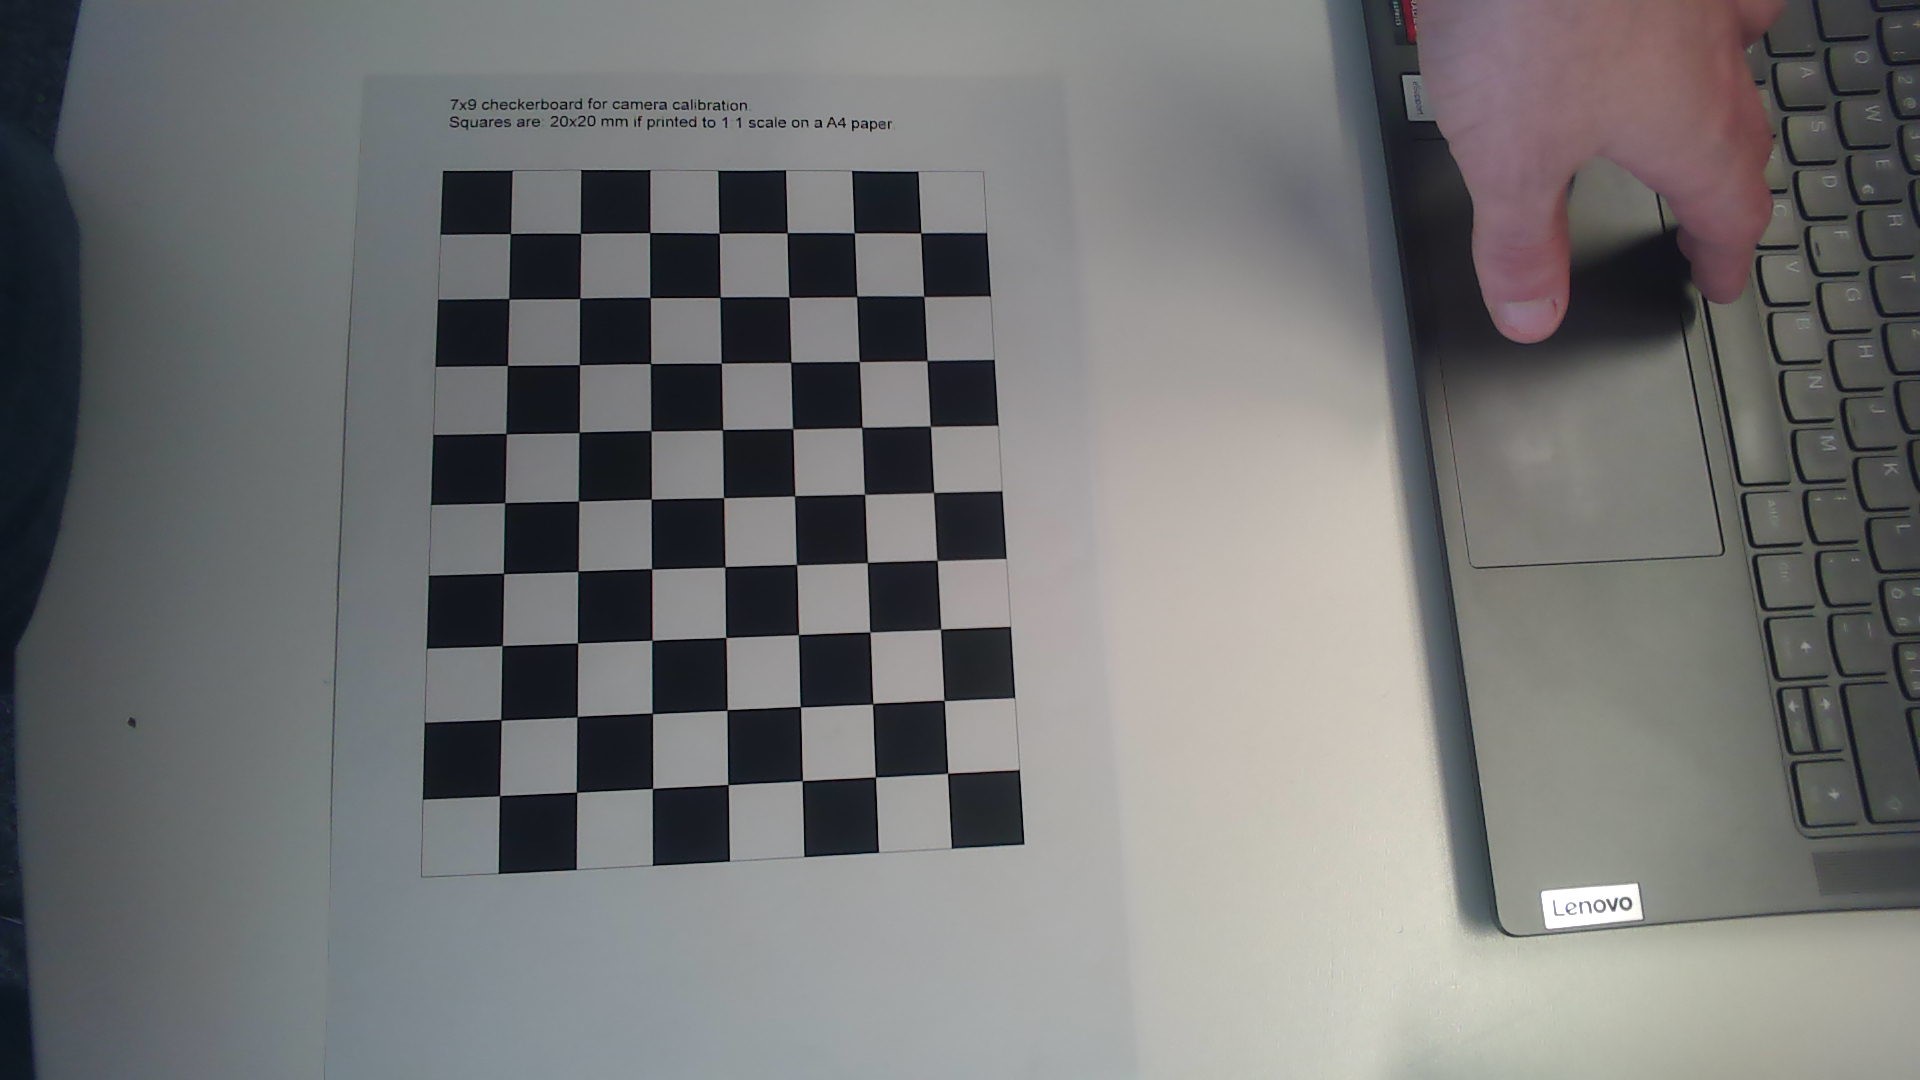 7x9 checkerboard for camera calibration.
Squares are: 20x20 mm if printed to 1:1 scale on a A4 paper.
Lenovo
A
S
D
F
G
H
J
K
L
C
V
B
N
M
Q
W
E
R
T
Z